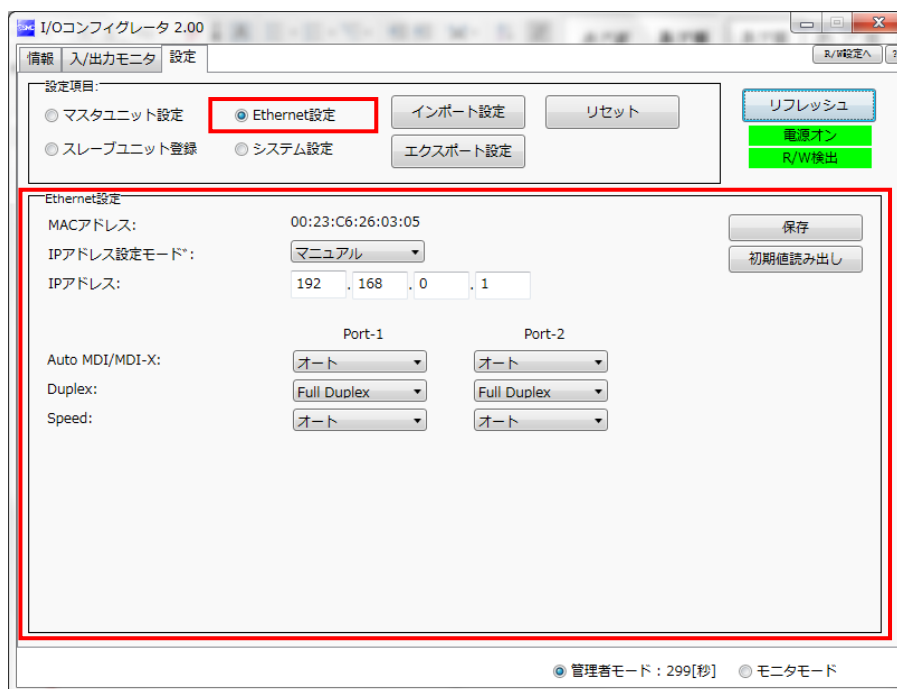 I/Oコンフィグレータ 2.00
情報 入/出力モニタ 設定 R/W設定へ ?
設定項目:
マスタユニット設定 Ethernet設定 インポート設定 リセット リフレッシュ
電源オン
スレーブユニット登録 システム設定 エクスポート設定 R/W検出
Ethernet設定
MACアドレス: 00:23:C6:26:03:05 保存
IPアドレス設定モード*: マニュアル 初期値読み出し
IPアドレス: 192 . 168 . 0 . 1
Port-1 Port-2
Auto MDI/MDI-X: オート オート
Duplex: Full Duplex Full Duplex
Speed: オート オート
管理者モード：299[秒] モニタモード